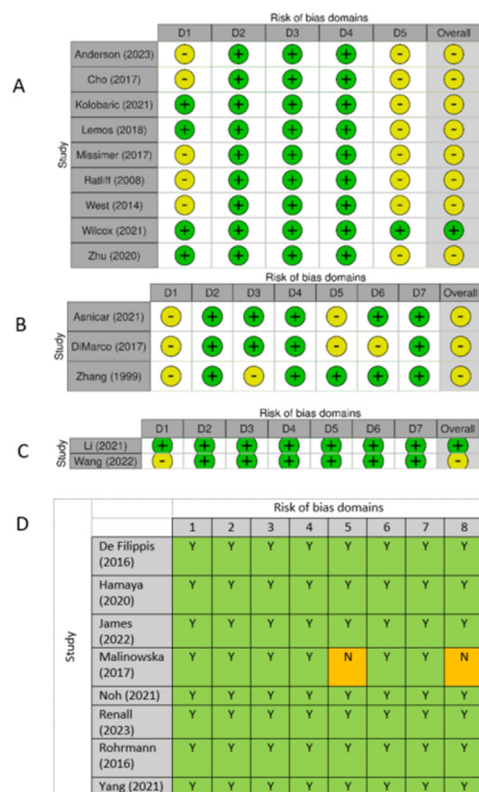 A
Risk of bias domains
D1 D2 D3 D4 D5 Overall
Study
Anderson (2023) - + + + - -
Cho (2017) - + + + - -
Kolobaric (2021) + + + + - -
Lemos (2018) + + + + - -
Missimer (2017) - + + + - -
Ratliff (2008) - + + + - -
West (2014) - + + + - -
Wilcox (2021) + + + + + +
Zhu (2020) + + + + - -
B
Risk of bias domains
D1 D2 D3 D4 D5 D6 D7 Overall
Study
Asnicar (2021) - + + + - + + -
DiMarco (2017) - + + + - - + -
Zhang (1999) - + - + + + + -
C
Risk of bias domains
D1 D2 D3 D4 D5 D6 D7 Overall
Study
Li (2021) + + + + + + + +
Wang (2022) - + + + + + + -
D
Risk of bias domains
1 2 3 4 5 6 7 8
Study
De Filippis Y Y Y Y Y Y Y Y
(2016)
Hamaya Y Y Y Y Y Y Y Y
(2020)
James Y Y Y Y Y Y Y Y
(2022)
Malinowska Y Y Y Y N Y Y N
(2017)
Noh (2021) Y Y Y Y Y Y Y Y
Renall Y Y Y Y Y Y Y Y
(2023)
Rohrmann Y Y Y Y Y Y Y Y
(2016)
Yang (2021) Y Y Y Y Y Y Y Y